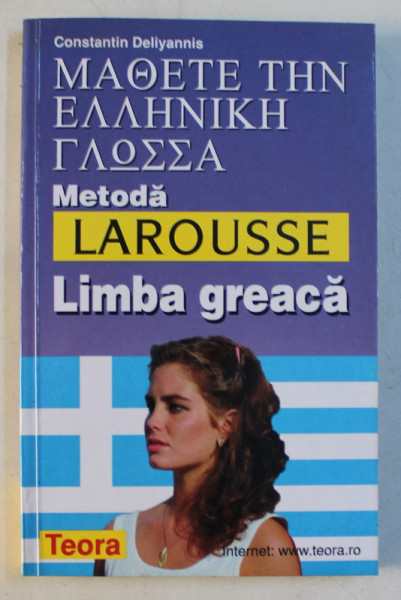 Constantin Deliyannis
ΜΑΘΕΤΕ ΤΗΝ
ΕΛΛΗΝΙΚΗ
ΓΛΩΣΣΑ
Metodă
LAROUSSE
Limba greacă
Teora
Internet: www.teora.ro